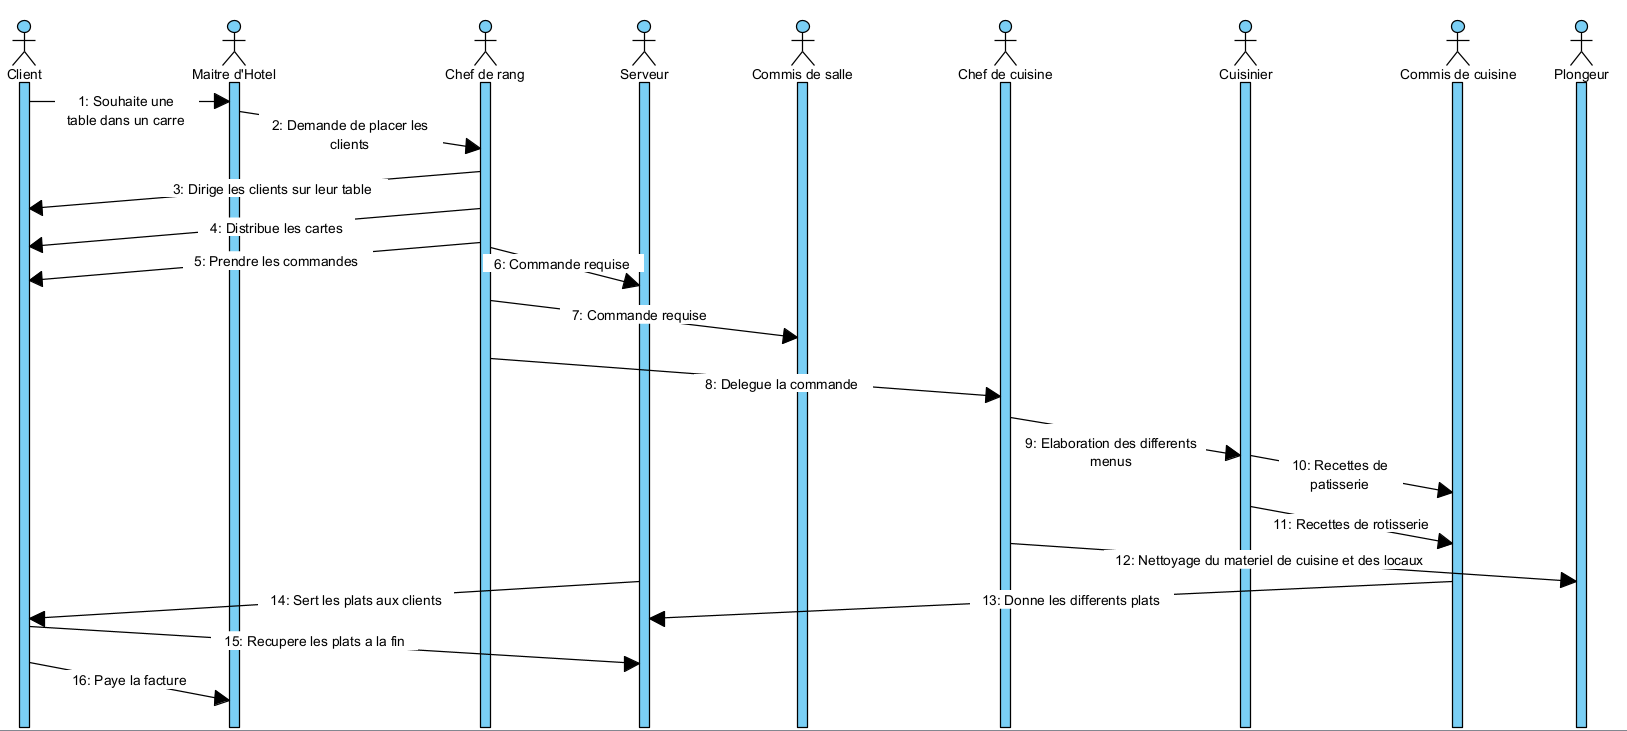 Client
Maitre d'Hotel
Chef de rang
Serveur
Commis de salle
Chef de cuisine
Cuisinier
Commis de cuisine
Plongeur
1: Souhaite une
table dans un carre
2: Demande de placer les
clients
3: Dirige les clients sur leur table
4: Distribue les cartes
5: Prendre les commandes
6: Commande requise
7: Commande requise
8: Delegue la commande
9: Elaboration des differents
menus
10: Recettes de
patisserie
11: Recettes de rotisserie
12: Nettoyage du materiel de cuisine et des locaux
14: Sert les plats aux clients
13: Donne les differents plats
15: Recupere les plats a la fin
16: Paye la facture